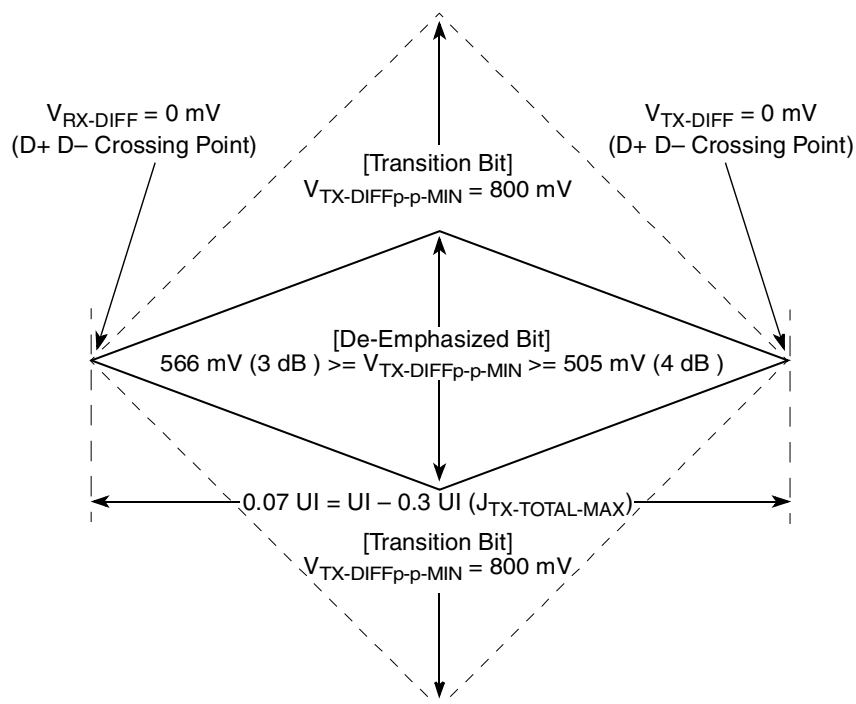 V_RX-DIFF = 0 mV
(D+ D– Crossing Point)
V_TX-DIFF = 0 mV
(D+ D– Crossing Point)
[Transition Bit]
V_TX-DIFFp-p-MIN = 800 mV
[De-Emphasized Bit]
566 mV (3 dB ) >= V_TX-DIFFp-p-MIN >= 505 mV (4 dB )
0.07 UI = UI – 0.3 UI (J_TX-TOTAL-MAX)
[Transition Bit]
V_TX-DIFFp-p-MIN = 800 mV